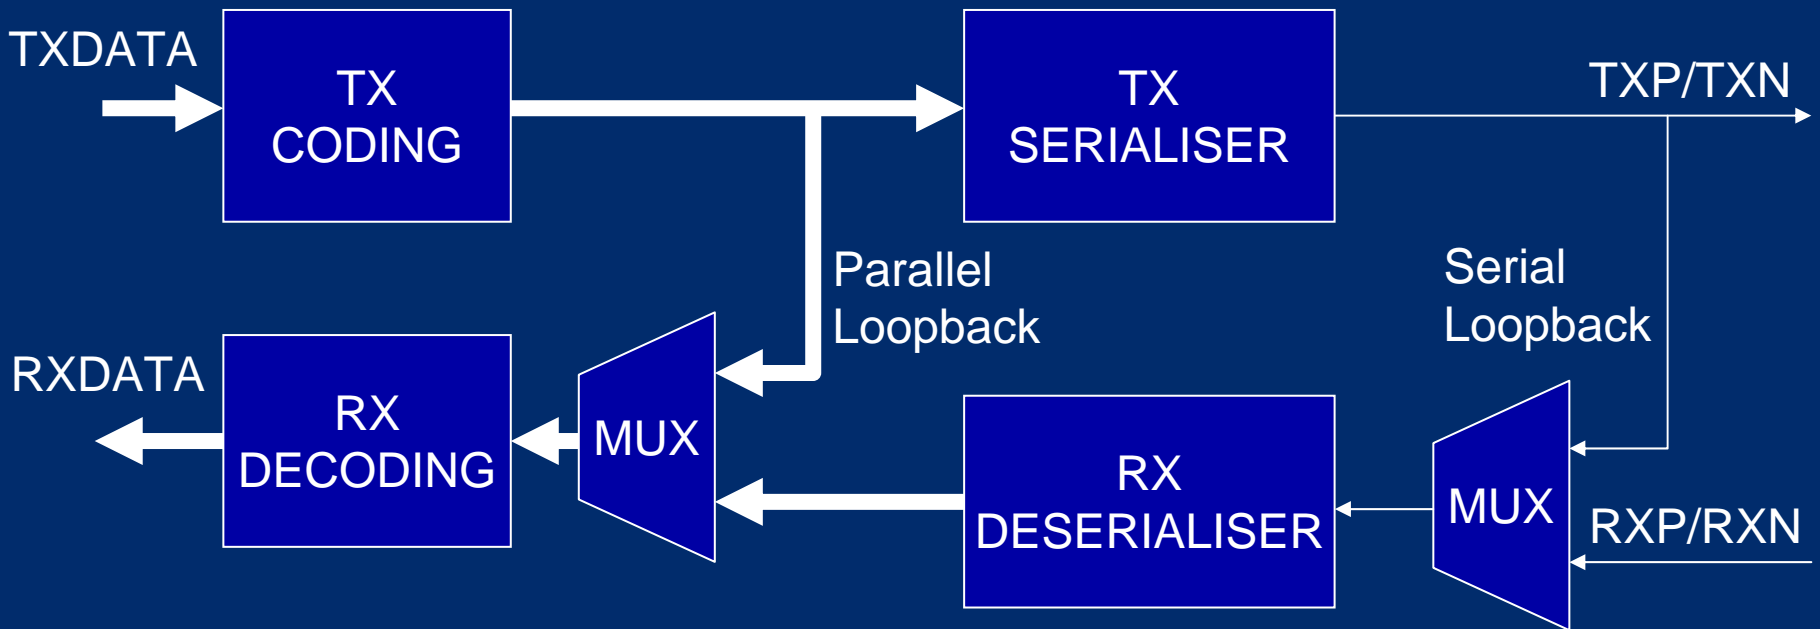 TXDATA
TX
CODING
TX
SERIALISER
TXP/TXN
Parallel
Loopback
Serial
Loopback
RXDATA
RX
DECODING
MUX
RX
DESERIALISER
MUX
RXP/RXN